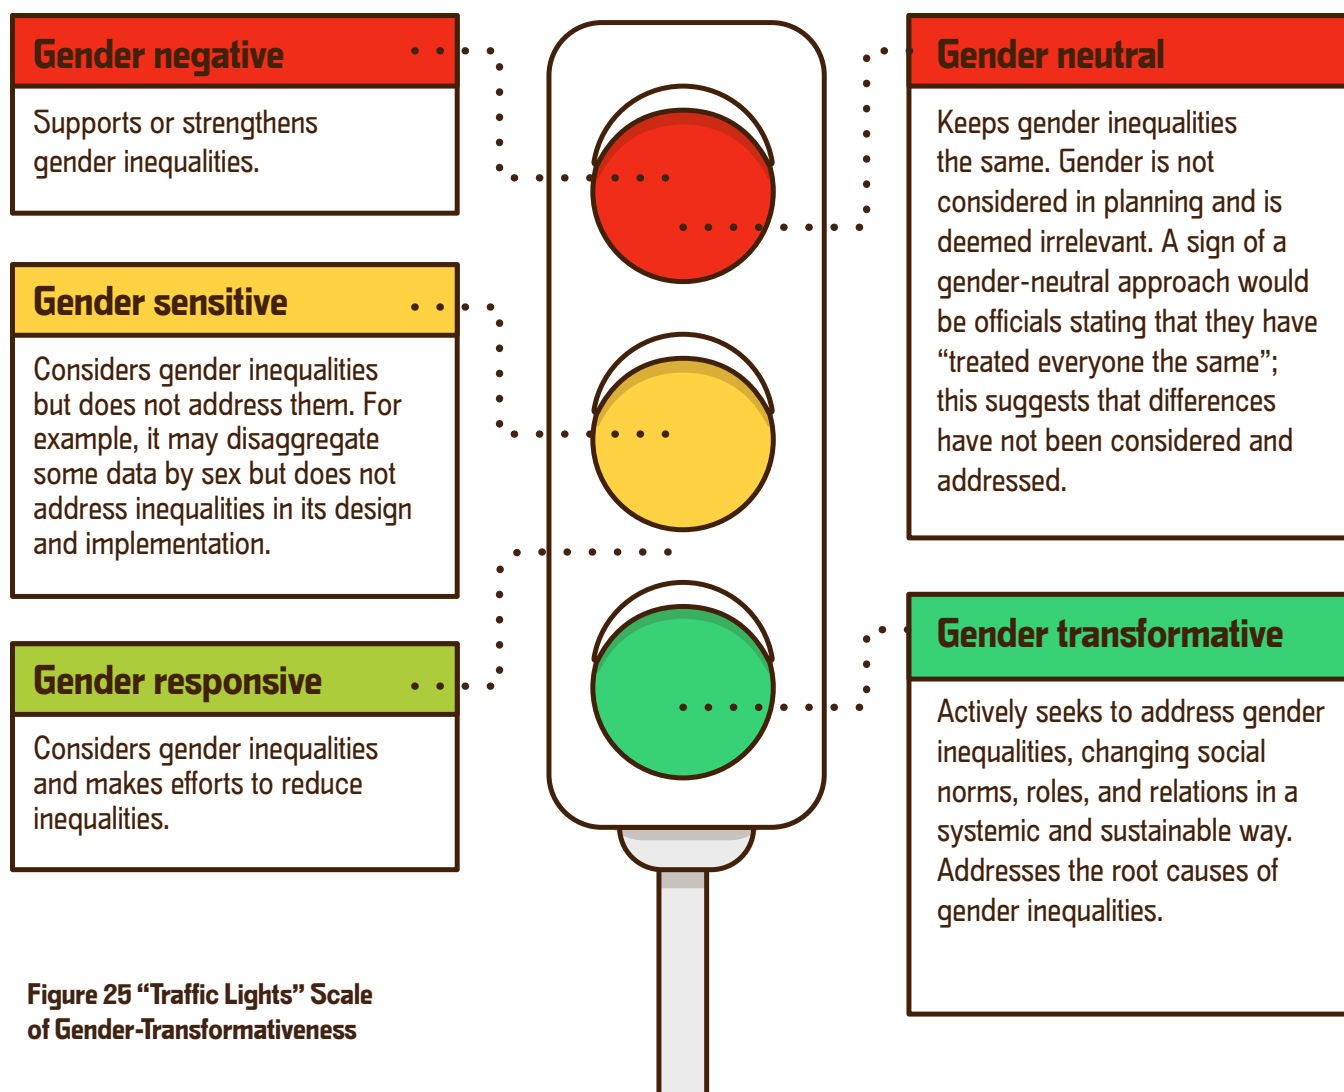 Gender negative
Supports or strengthens
gender inequalities.
Gender sensitive
Considers gender inequalities
but does not address them. For
example, it may disaggregate
some data by sex but does not
address inequalities in its design
and implementation.
Gender responsive
Considers gender inequalities
and makes efforts to reduce
inequalities.
Gender neutral
Keeps gender inequalities
the same. Gender is not
considered in planning and is
deemed irrelevant. A sign of a
gender-neutral approach would
be officials stating that they have
“treated everyone the same”;
this suggests that differences
have not been considered and
addressed.
Gender transformative
Actively seeks to address gender
inequalities, changing social
norms, roles, and relations in a
systemic and sustainable way.
Addresses the root causes of
gender inequalities.
Figure 25 “Traffic Lights” Scale
of Gender-Transformativeness